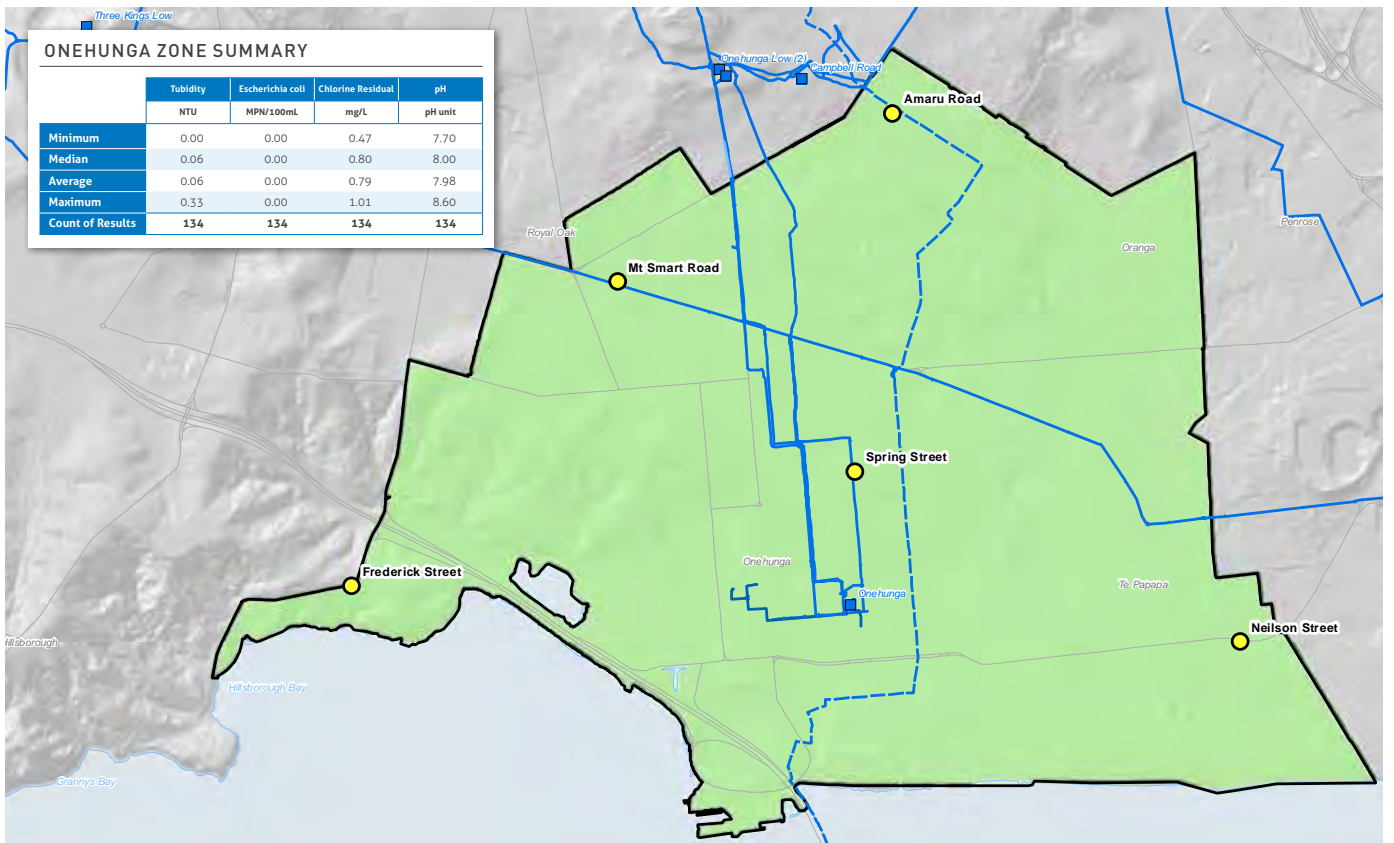 Three Kings Low
ONEHUNGA ZONE SUMMARY
Tubidity Escherichia coli Chlorine Residual pH
NTU MPN/100mL mg/L pH unit
Minimum 0.00 0.00 0.47 7.70
Median 0.06 0.00 0.80 8.00
Average 0.06 0.00 0.79 7.98
Maximum 0.33 0.00 1.01 8.60
Count of Results 134 134 134 134
Onehunga Low (2)
Campbell Road
Amaru Road
Royal Oak
Penrose
Oranga
Mt Smart Road
Spring Street
Onehunga
Frederick Street
Te Papapa
Onehunga
Neilson Street
Hillsborough
Hillsborough Bay
Grannys Bay